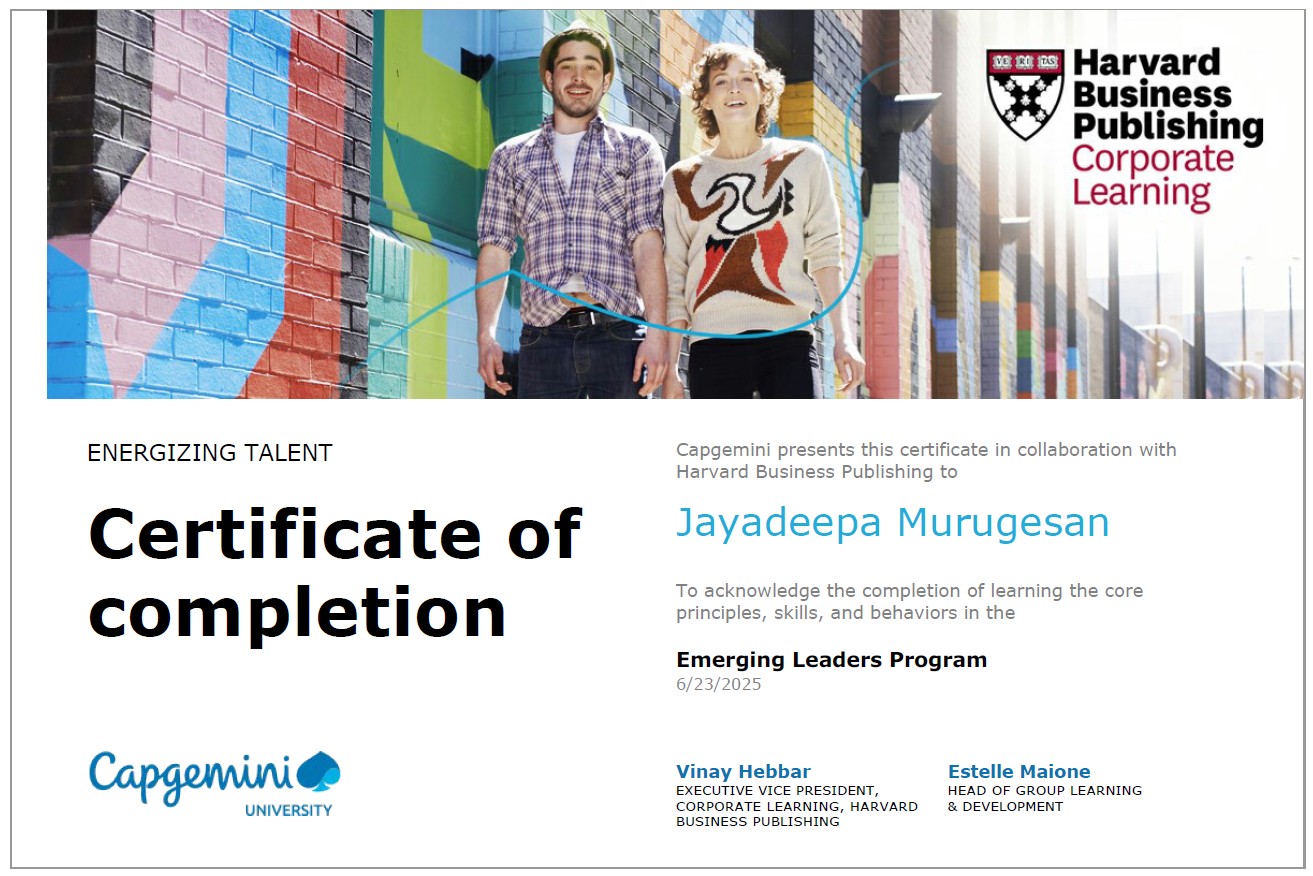 VE RI TAS
Harvard
Business
Publishing
Corporate
Learning
ENERGIZING TALENT
Certificate of
completion
Capgemini presents this certificate in collaboration with
Harvard Business Publishing to
Jayadeepa Murugesan
To acknowledge the completion of learning the core
principles, skills, and behaviors in the
Emerging Leaders Program
6/23/2025
Capgemini
UNIVERSITY
Vinay Hebbar
EXECUTIVE VICE PRESIDENT,
CORPORATE LEARNING, HARVARD
BUSINESS PUBLISHING
Estelle Maione
HEAD OF GROUP LEARNING
& DEVELOPMENT